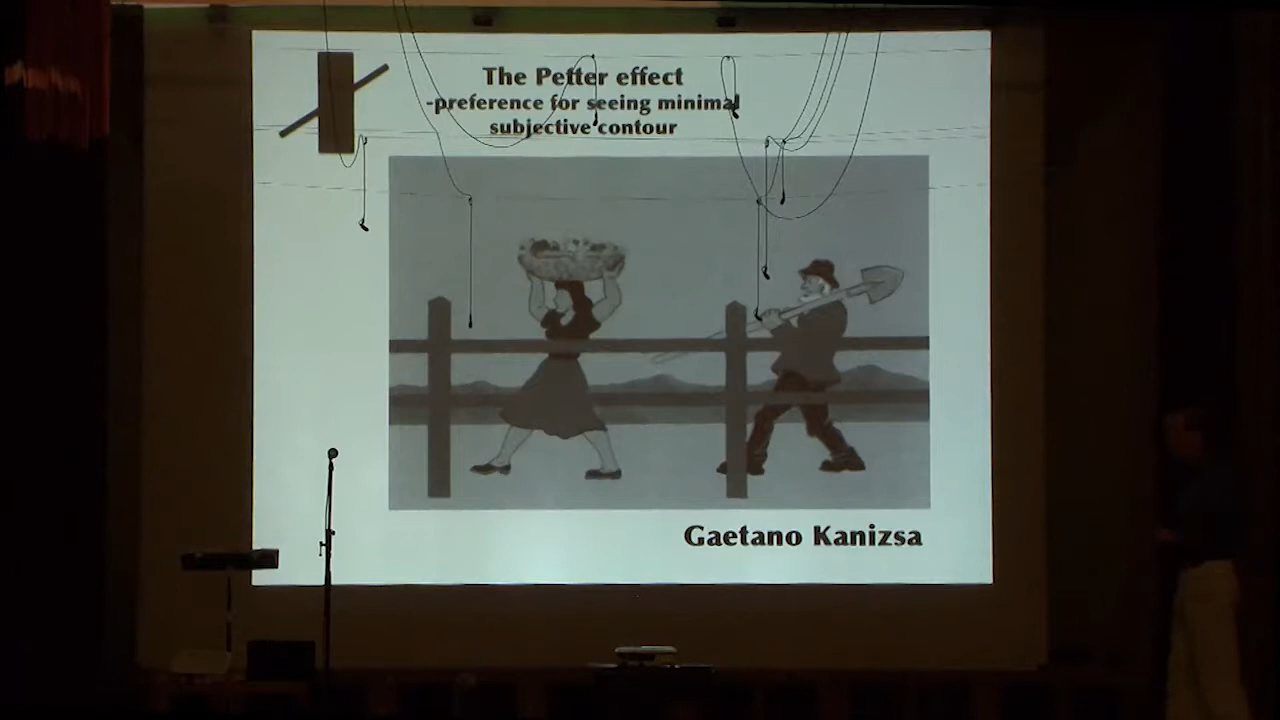 The Petter effect
-preference for seeing minimal
subjective contour
Gaetano Kanizsa